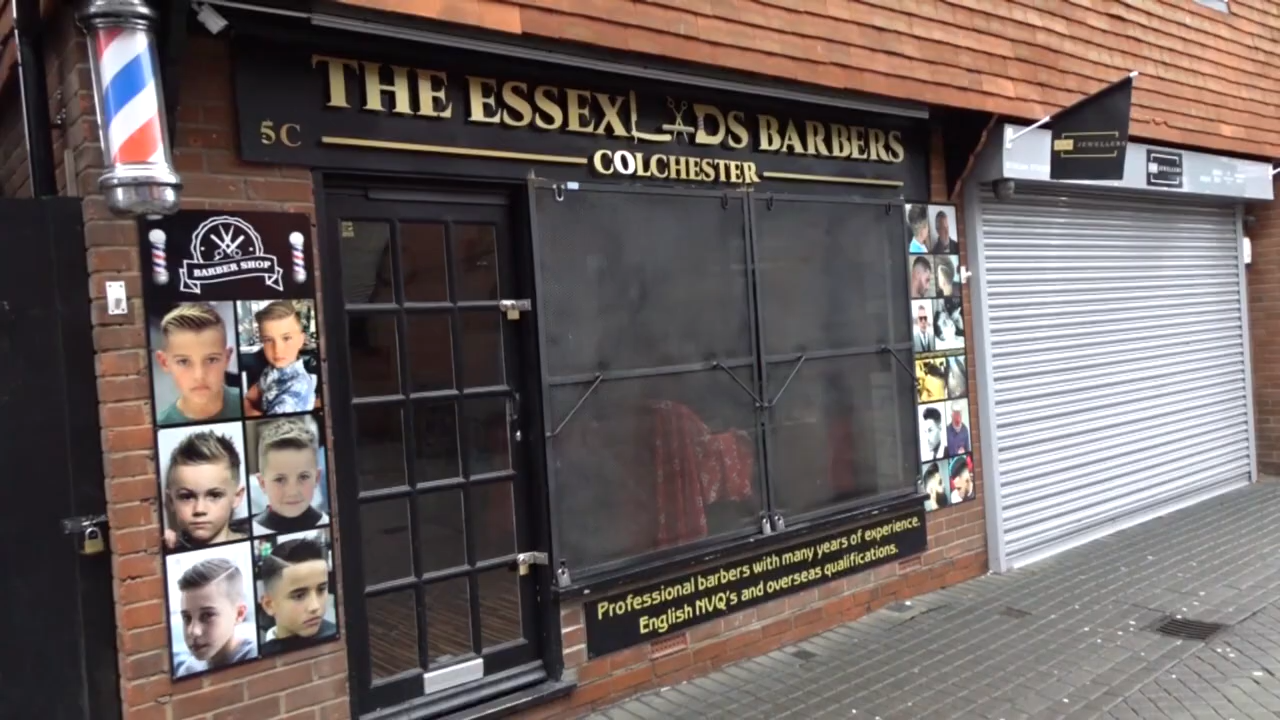 THE ESSEX LADS BARBERS
5C
COLCHESTER
BARBER SHOP
Professional barbers with many years of experience.
English NVQ's and overseas qualifications.
JEWELLERS
JEWELLERS